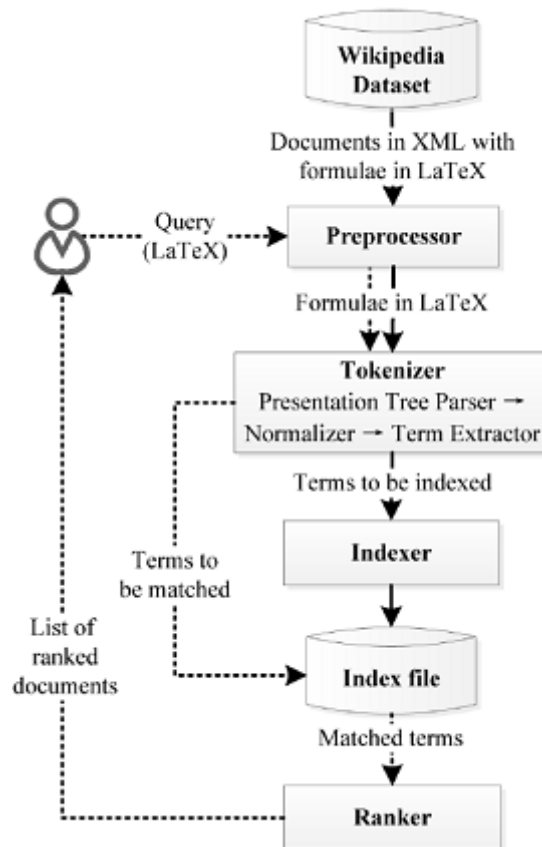 Wikipedia
Dataset
Documents in XML with
formulae in LaTeX
Query
(LaTeX)
Preprocessor
Formulae in LaTeX
Tokenizer
Presentation Tree Parser →
Normalizer → Term Extractor
Terms to be indexed
Indexer
Terms to
be matched
List of
ranked
documents
Index file
Matched terms
Ranker